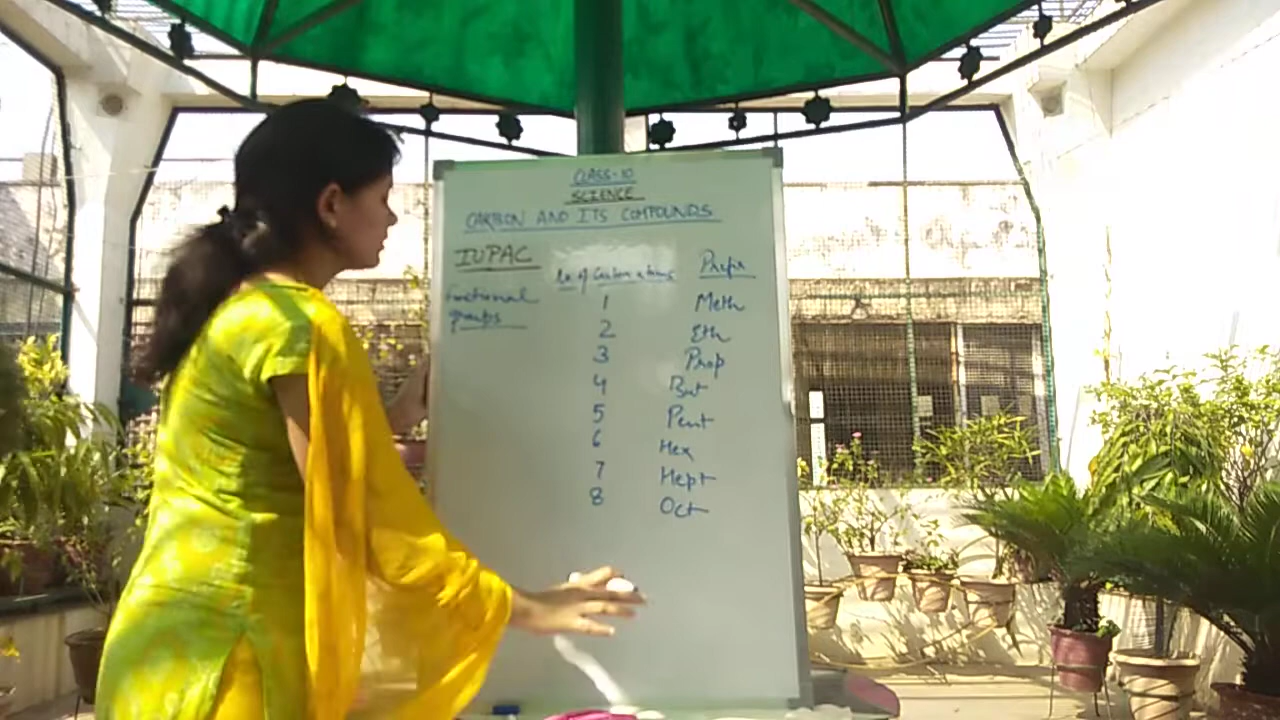 CLASS-10
SCIENCE
CARBON AND ITS COMPOUNDS
IUPAC
No. of Carbon atoms Prefix
Functional
groups
1 Meth
2 Eth
3 Prop
4 But
5 Pent
6 Hex
7 Hept
8 Oct